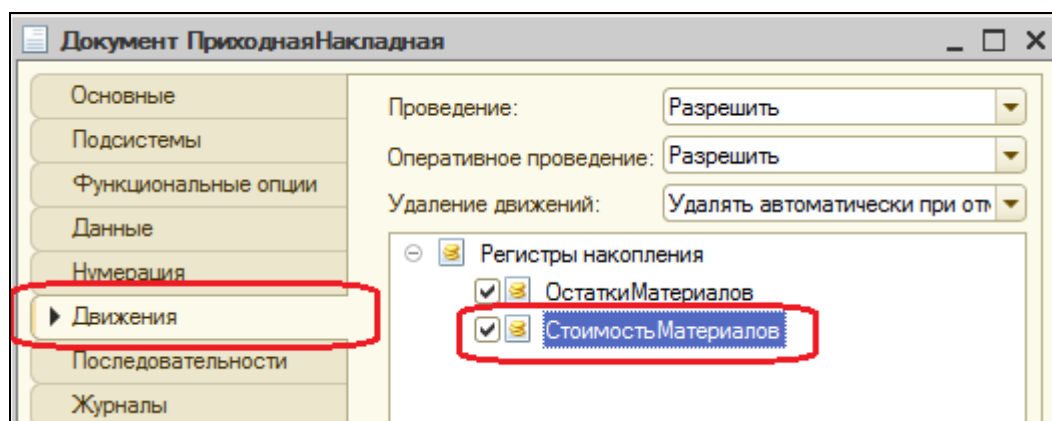 Документ ПриходнаяНакладная
Основные
Подсистемы
Функциональные опции
Данные
Нумерация
Движения
Последовательности
Журналы
Проведение: Разрешить
Оперативное проведение: Разрешить
Удаление движений: Удалять автоматически при отм
Регистры накопления
ОстаткиМатериалов
СтоимостьМатериалов